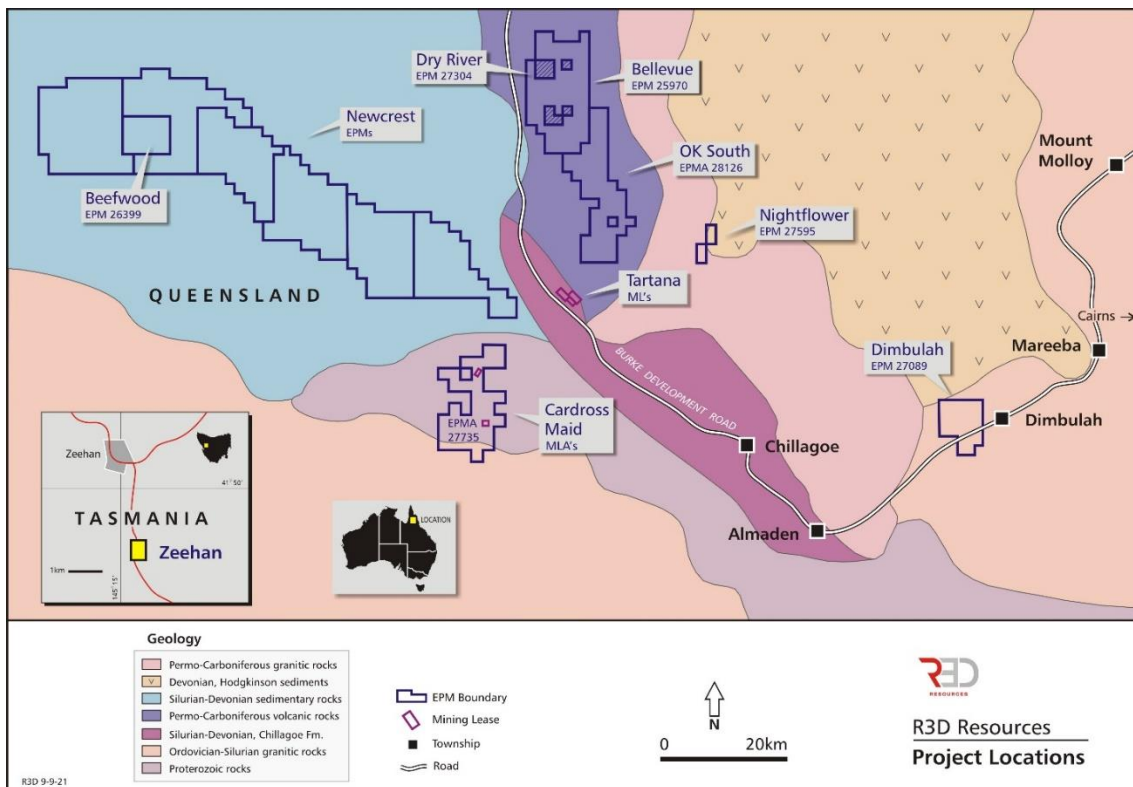 Dry River
EPM 27304
Bellevue
EPM 25970
Newcrest
EPMs
OK South
EPMA 28126
Mount
Molloy
Beefwood
EPM 26399
Nightflower
EPM 27595
QUEENSLAND
Tartana
ML's
Cairns →
Mareeba
BURKE DEVELOPMENT ROAD
Dimbulah
EPM 27089
EPMA
27735
Cardross
Maid
MLA's
Dimbulah
Chillagoe
Almaden
Zeehan
41°50'
TASMANIA
Zeehan
1km
145°15'
LOCATION
Geology
Permo-Carboniferous granitic rocks
Devonian, Hodgkinson sediments
Silurian-Devonian sedimentary rocks
Permo-Carboniferous volcanic rocks
Silurian-Devonian, Chillagoe Fm.
Ordovician-Silurian granitic rocks
Proterozoic rocks
EPM Boundary
Mining Lease
Township
Road
N
0 20km
R3D
RESOURCES
R3D Resources
Project Locations
R3D 9-9-21